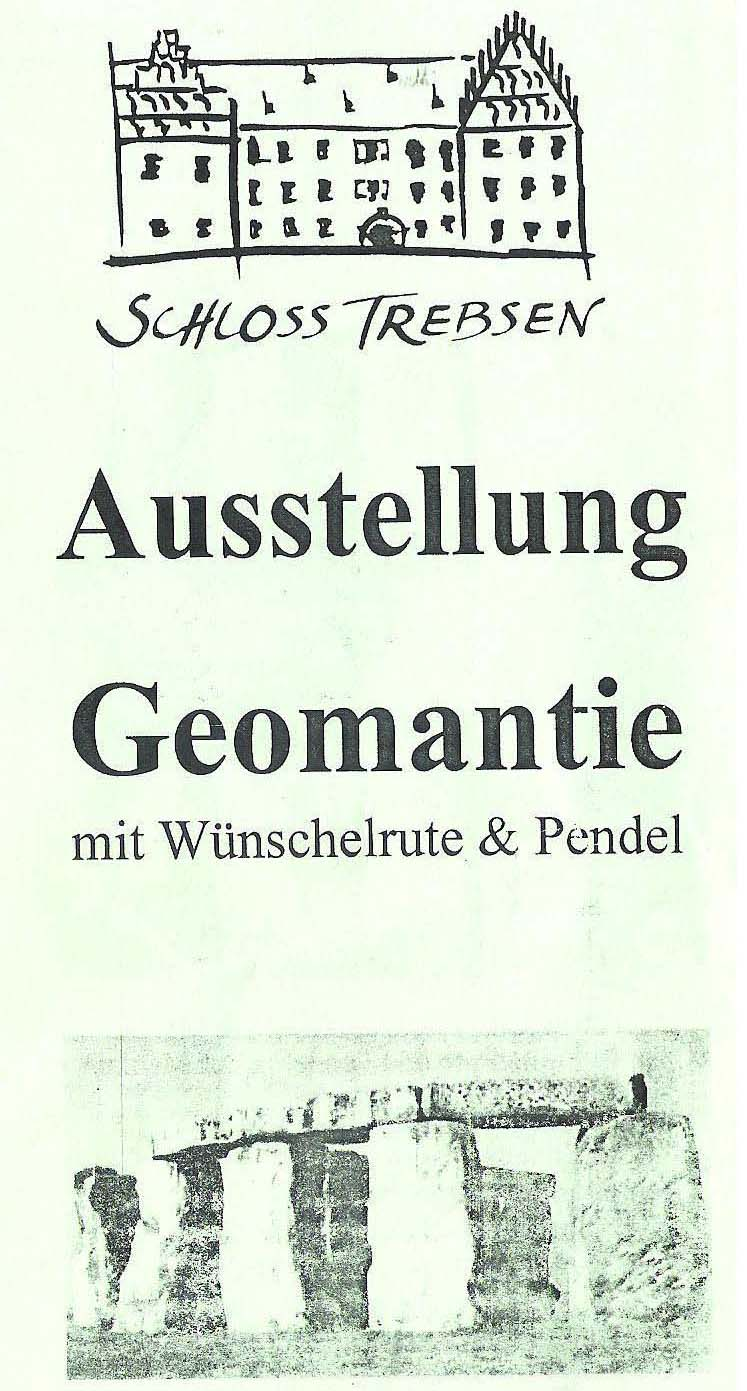 SCHLOSS TREBSEN
Ausstellung
Geomantie
mit Wünschelrute & Pendel